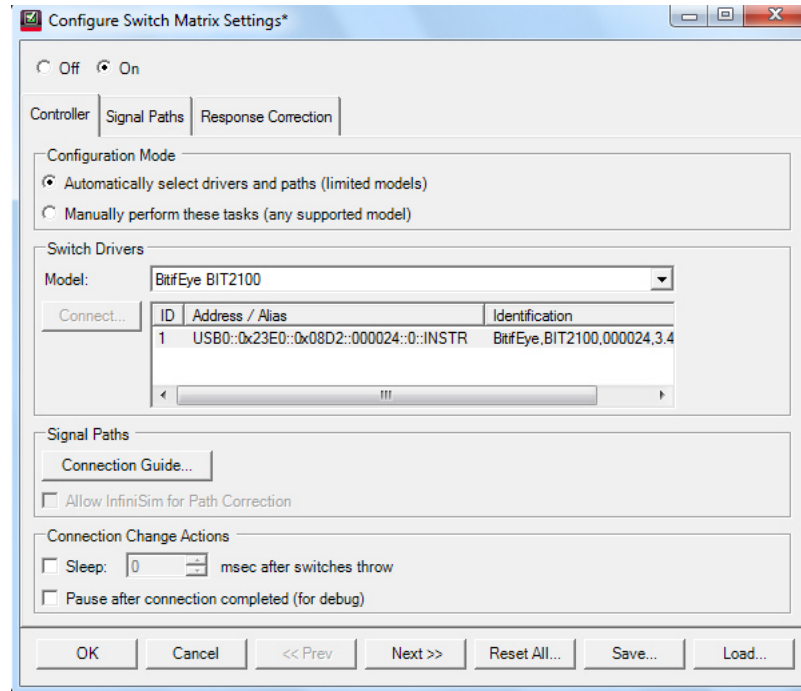 Configure Switch Matrix Settings*
Off On
Controller Signal Paths Response Correction
Configuration Mode
Automatically select drivers and paths (limited models)
Manually perform these tasks (any supported model)
Switch Drivers
Model: BitifEye BIT2100
Connect... ID Address / Alias Identification
1 USB0::0x23E0::0x08D2::000024::0::INSTR BitifEye,BIT2100,000024,3.4
Signal Paths
Connection Guide...
Allow InfiniSim for Path Correction
Connection Change Actions
Sleep: 0 msec after switches throw
Pause after connection completed (for debug)
OK Cancel << Prev Next >> Reset All... Save... Load...